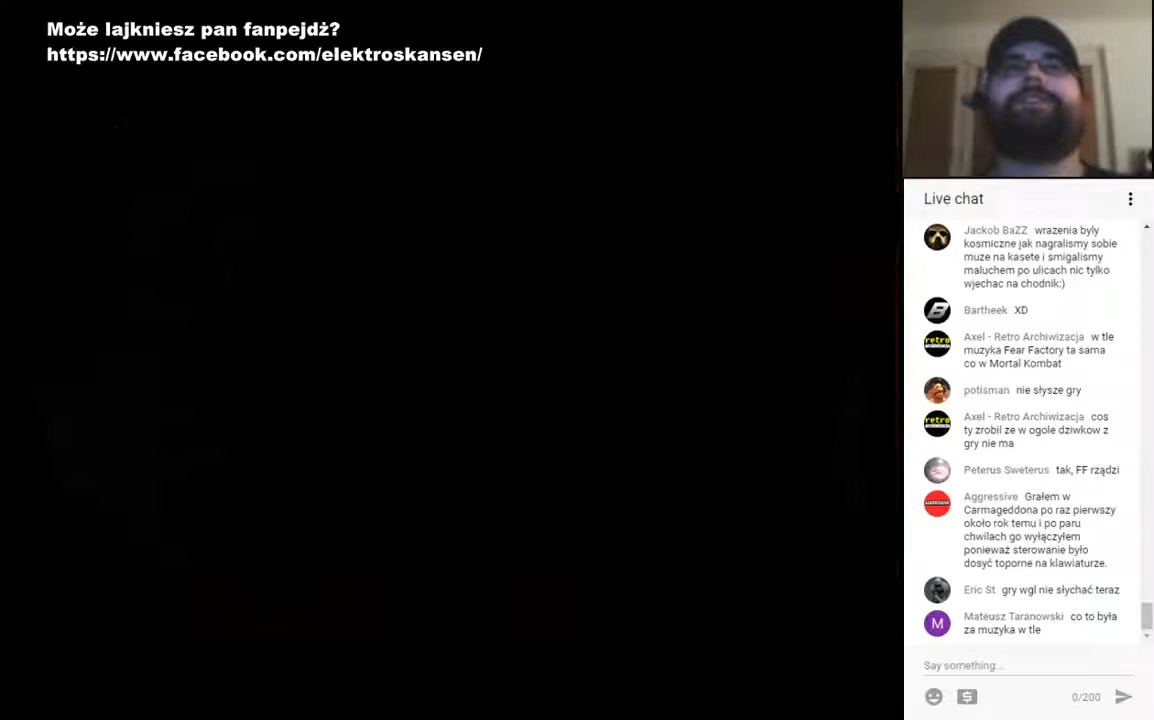 Może lajkniesz pan fanpejdż?
https://www.facebook.com/elektroskansen/
Live chat
Jackob BaZZ wrazenia byly
kosmiczne jak nagralismy sobie
muze na kasete i smigalismy
maluchem po ulicach nic tylko
wjechac na chodnik:)
Bartheek XD
Axel - Retro Archiwizacja w tle
muzyka Fear Factory ta sama
co w Mortal Kombat
potisman nie słysze gry
Axel - Retro Archiwizacja cos
ty zrobil ze w ogole dziwkow z
gry nie ma
Peterus Sweterus tak, FF rządzi
Aggressive Grałem w
Carmageddona po raz pierwszy
około rok temu i po paru
chwilach go wyłączyłem
ponieważ sterowanie było
dosyć toporne na klawiaturze.
Eric St. gry wgl nie słychać teraz
M
Mateusz Taranowski co to była
za muzyka w tle
Say something...
0/200